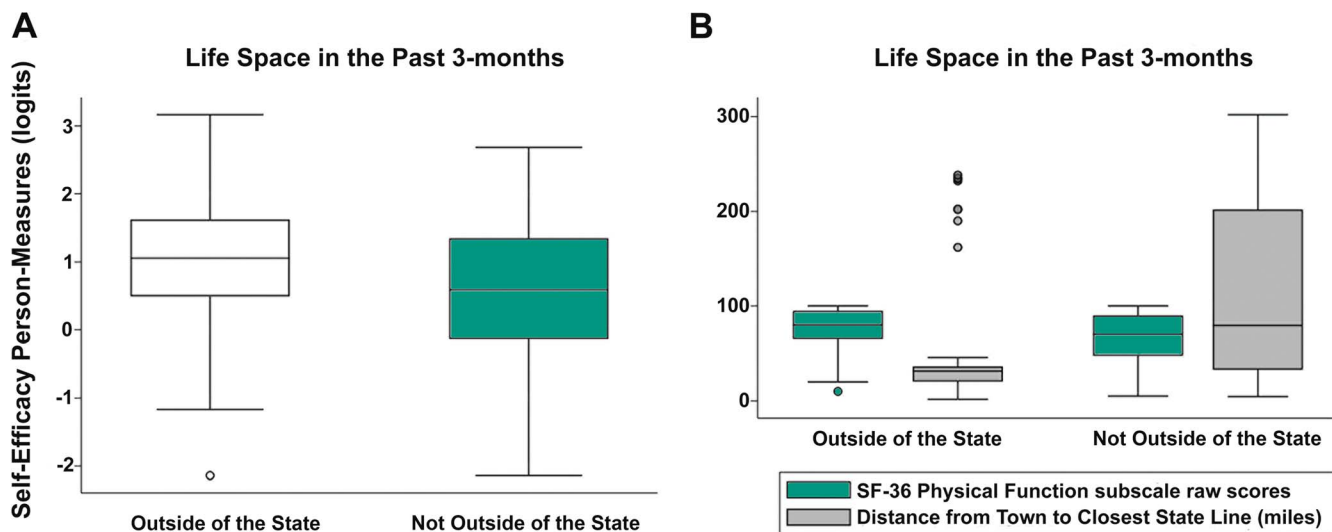 A
Life Space in the Past 3-months
Self-Efficacy Person-Measures (logits)
3
2
1
0
-1
-2
Outside of the State
Not Outside of the State
B
Life Space in the Past 3-months
300
200
100
0
Outside of the State
Not Outside of the State
SF-36 Physical Function subscale raw scores
Distance from Town to Closest State Line (miles)